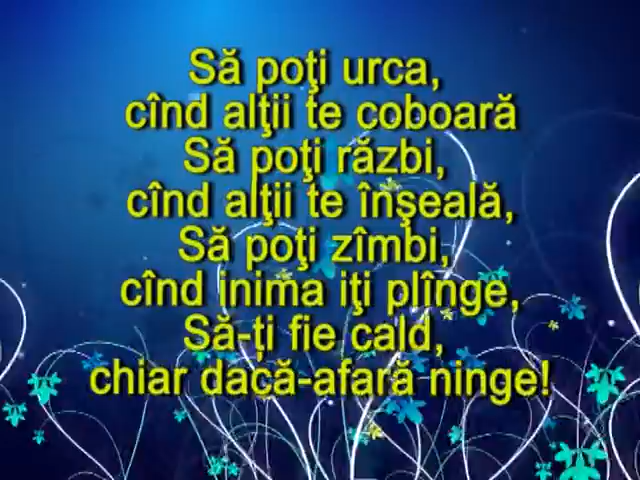 Să poţi urca,
cînd alţii te coboară
Să poţi răzbi,
cînd alţii te înşeală,
Să poţi zîmbi,
cînd inima iţi plînge,
Să-ți fie cald,
chiar dacă-afară ninge!